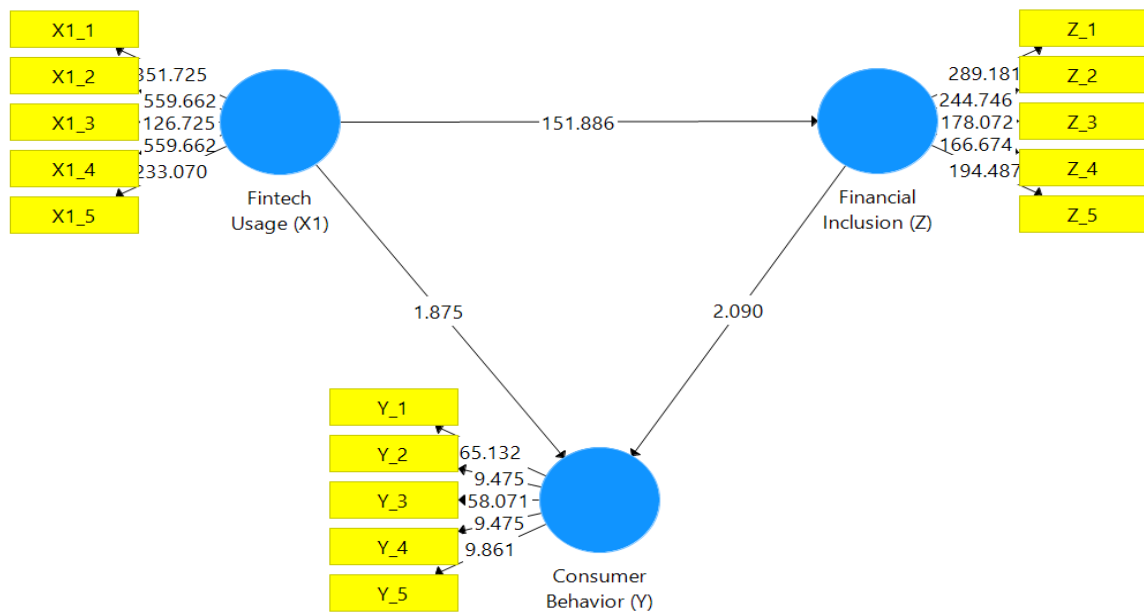 X1_1
X1_2
X1_3
X1_4
X1_5
351.725
559.662
126.725
559.662
233.070
Fintech
Usage (X1)
151.886
Financial
Inclusion (Z)
289.181
244.746
178.072
166.674
194.487
Z_1
Z_2
Z_3
Z_4
Z_5
1.875
2.090
Y_1
Y_2
Y_3
Y_4
Y_5
65.132
9.475
58.071
9.475
9.861
Consumer
Behavior (Y)